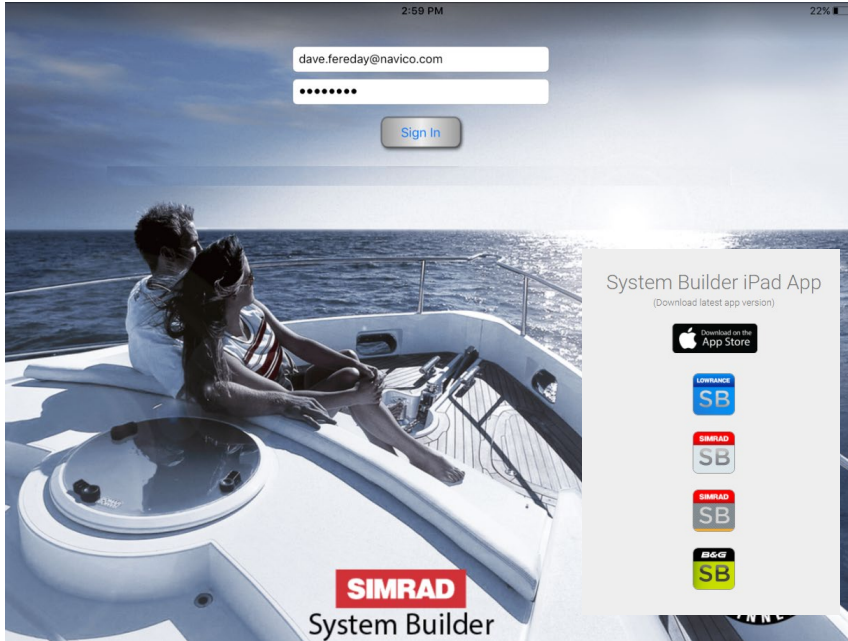 2:59 PM
22%
dave.fereday@navico.com
••••••••
Sign In
System Builder iPad App
(Download latest app version)
Download on the
App Store
LOWRANCE
SB
SIMRAD
SB
SIMRAD
SB
B&G
SB
SIMRAD
System Builder